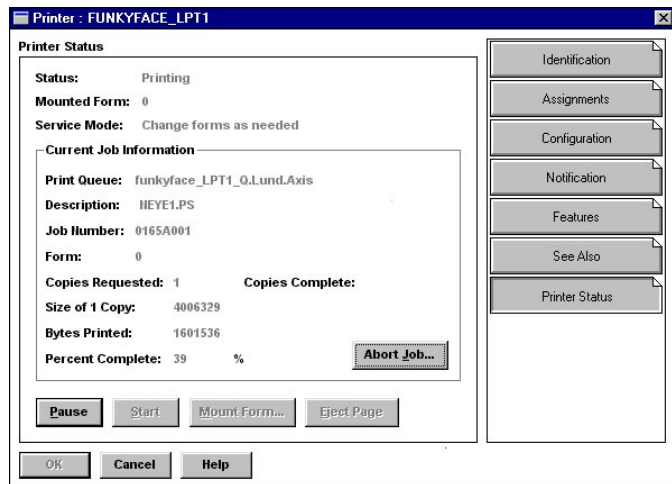 Printer : FUNKYFACE_LPT1
Printer Status
Status: Printing
Mounted Form: 0
Service Mode: Change forms as needed
Current Job Information
Print Queue: funkyface_LPT1_Q.Lund.Axis
Description: NEYE1.PS
Job Number: 0165A001
Form: 0
Copies Requested: 1 Copies Complete:
Size of 1 Copy: 4006329
Bytes Printed: 1601536
Percent Complete: 39 %
Abort Job...
Pause Start Mount Form... Eject Page
OK Cancel Help
Identification
Assignments
Configuration
Notification
Features
See Also
Printer Status